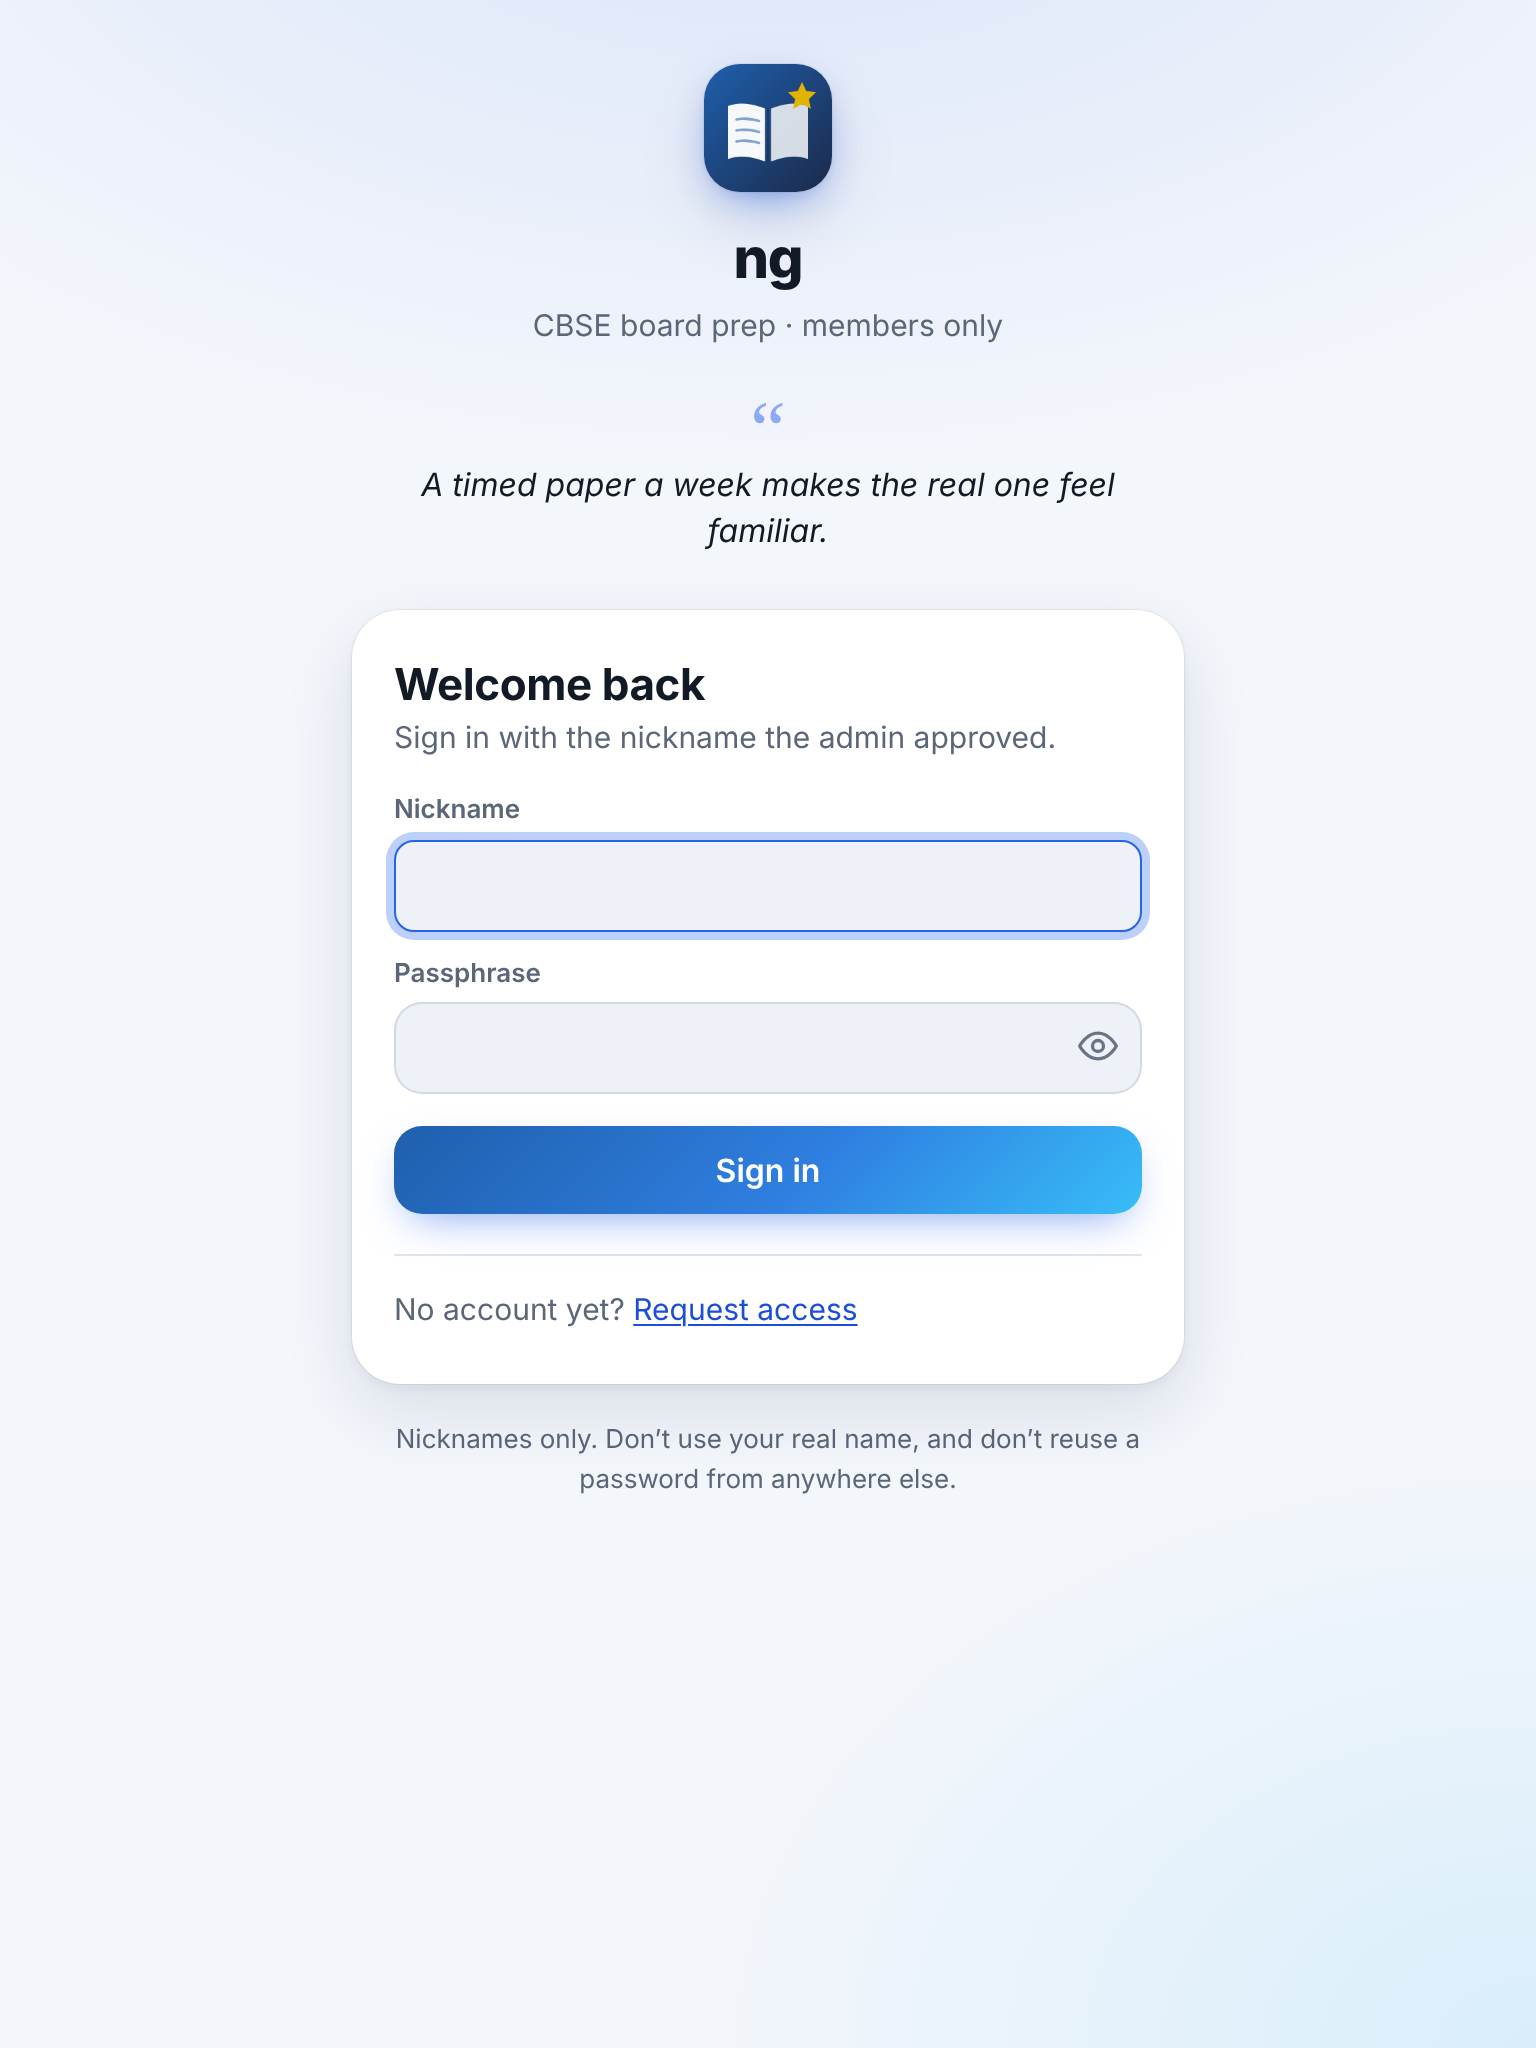 ng
CBSE board prep · members only
“
A timed paper a week makes the real one feel
familiar.
Welcome back
Sign in with the nickname the admin approved.
Nickname
Passphrase
Sign in
No account yet? Request access
Nicknames only. Don’t use your real name, and don’t reuse a
password from anywhere else.